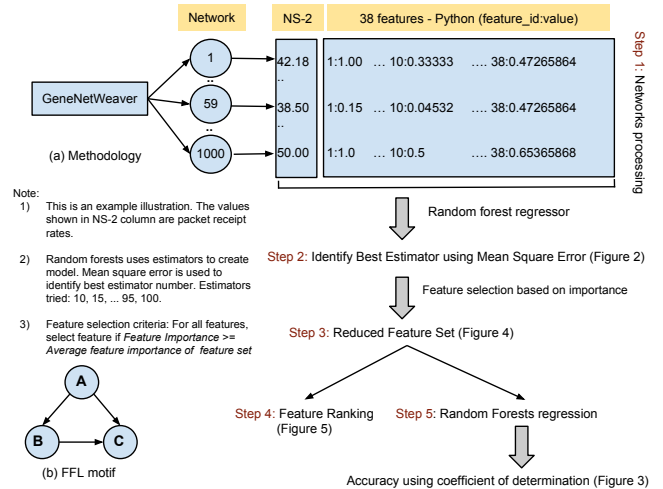 Network
NS-2
38 features - Python (feature_id:value)
GeneNetWeaver
1
42.18
1:1.00 ... 10:0.33333 .... 38:0.47265864
..
..
59
38.50
1:0.15 ... 10:0.04532 .... 38:0.47264864
..
..
1000
50.00
1:1.0 ... 10:0.5 .... 38:0.65365868
Step 1: Networks processing
(a) Methodology
Note:
1) This is an example illustration. The values
shown in NS-2 column are packet receipt
rates.
2) Random forests uses estimators to create
model. Mean square error is used to
identify best estimator number. Estimators
tried: 10, 15, ... 95, 100.
3) Feature selection criteria: For all features,
select feature if Feature Importance >=
Average feature importance of feature set
A
B
C
(b) FFL motif
Random forest regressor
Step 2: Identify Best Estimator using Mean Square Error (Figure 2)
Feature selection based on importance
Step 3: Reduced Feature Set (Figure 4)
Step 4: Feature Ranking
(Figure 5)
Step 5: Random Forests regression
Accuracy using coefficient of determination (Figure 3)